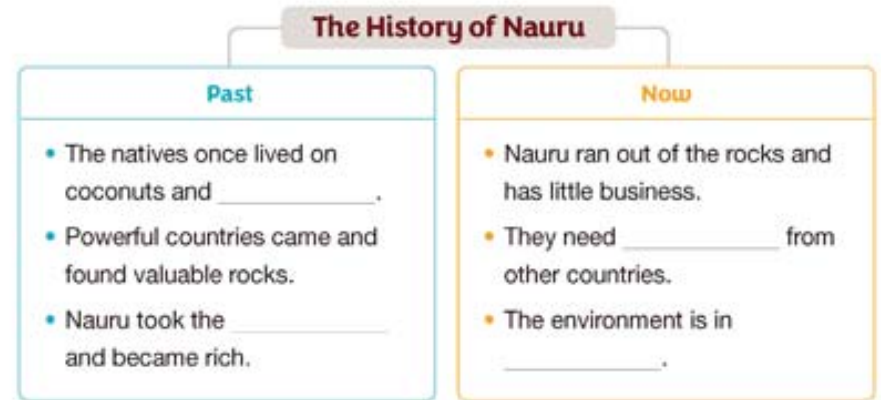 The History of Nauru
Past
• The natives once lived on
coconuts and ____________.
• Powerful countries came and
found valuable rocks.
• Nauru took the ____________
and became rich.
Now
• Nauru ran out of the rocks and
has little business.
• They need ____________ from
other countries.
• The environment is in
____________.